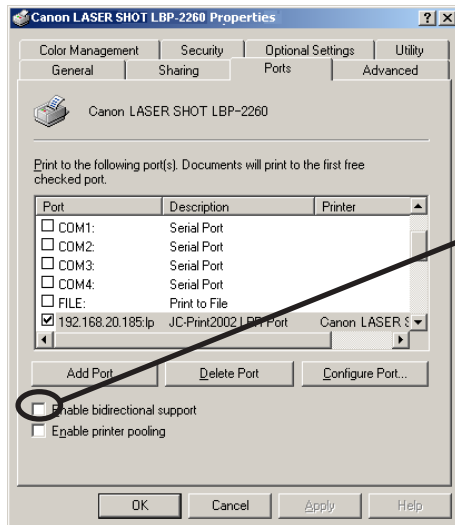 Canon LASER SHOT LBP-2260 Properties
Color Management Security Optional Settings Utility
General Sharing Ports Advanced
Canon LASER SHOT LBP-2260
Print to the following port(s). Documents will print to the first free
checked port.
Port Description Printer
COM1: Serial Port
COM2: Serial Port
COM3: Serial Port
COM4: Serial Port
FILE: Print to File
192.168.20.185:lp JC-Print2002 LPR Port Canon LASER S
Add Port... Delete Port Configure Port...
Enable bidirectional support
Enable printer pooling
OK Cancel Apply Help